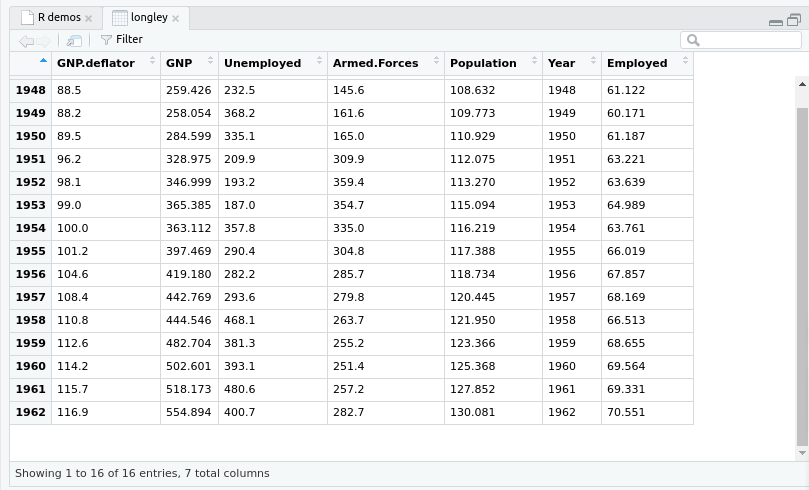 R demos longley
Filter
GNP.deflator GNP Unemployed Armed.Forces Population Year Employed
1948 88.5 259.426 232.5 145.6 108.632 1948 61.122
1949 88.2 258.054 368.2 161.6 109.773 1949 60.171
1950 89.5 284.599 335.1 165.0 110.929 1950 61.187
1951 96.2 328.975 209.9 309.9 112.075 1951 63.221
1952 98.1 346.999 193.2 359.4 113.270 1952 63.639
1953 99.0 365.385 187.0 354.7 115.094 1953 64.989
1954 100.0 363.112 357.8 335.0 116.219 1954 63.761
1955 101.2 397.469 290.4 304.8 117.388 1955 66.019
1956 104.6 419.180 282.2 285.7 118.734 1956 67.857
1957 108.4 442.769 293.6 279.8 120.445 1957 68.169
1958 110.8 444.546 468.1 263.7 121.950 1958 66.513
1959 112.6 482.704 381.3 255.2 123.366 1959 68.655
1960 114.2 502.601 393.1 251.4 125.368 1960 69.564
1961 115.7 518.173 480.6 257.2 127.852 1961 69.331
1962 116.9 554.894 400.7 282.7 130.081 1962 70.551
Showing 1 to 16 of 16 entries, 7 total columns